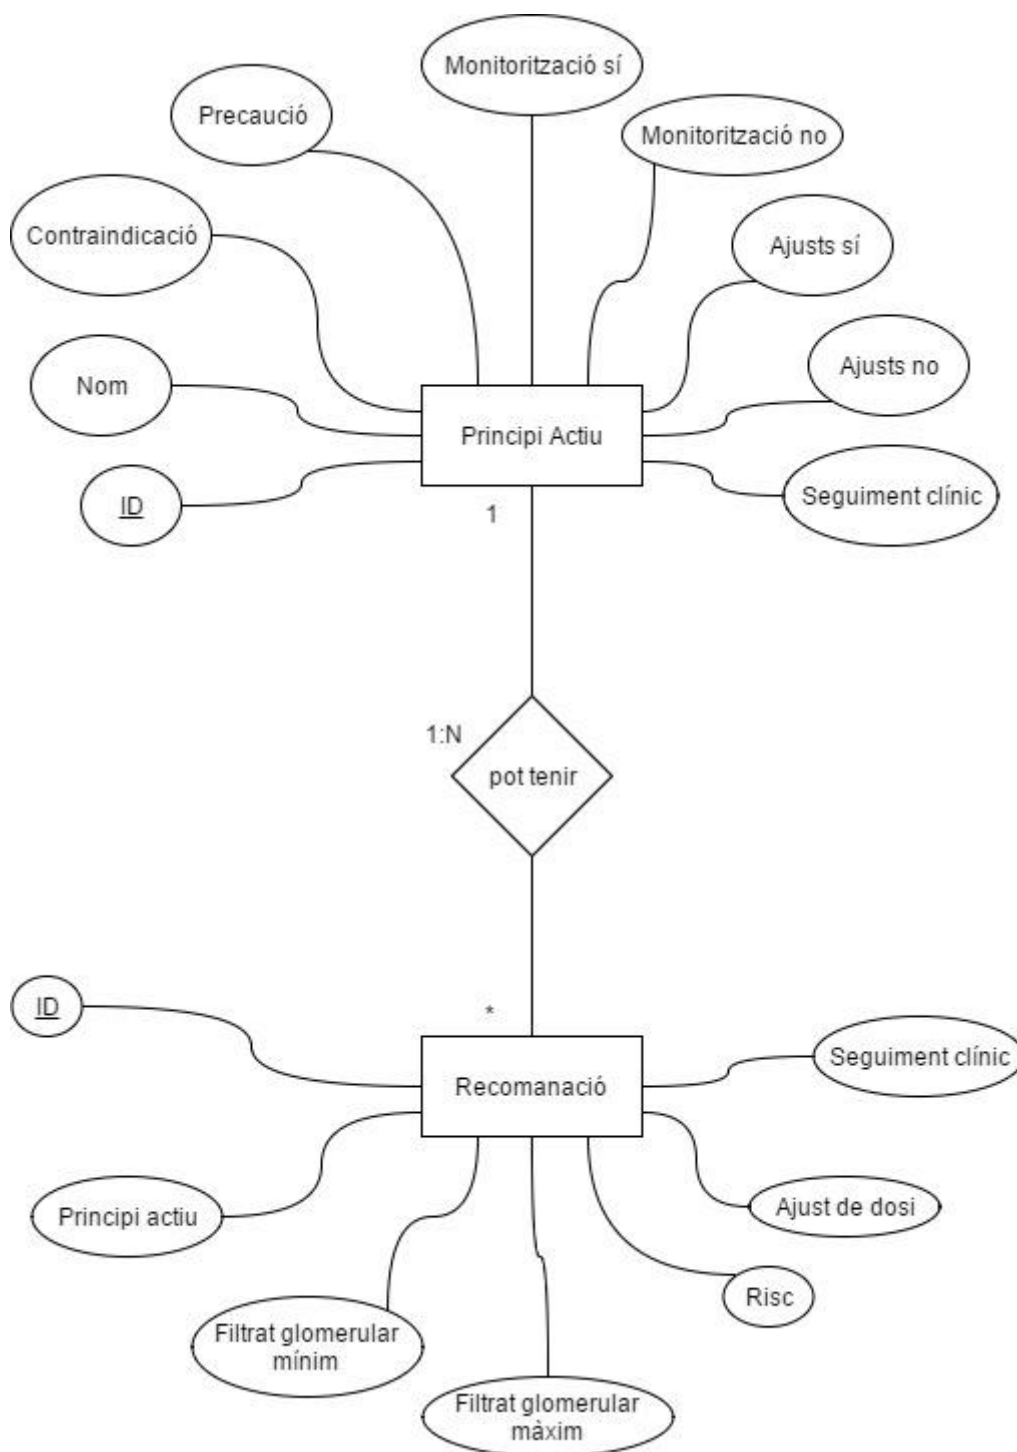 Monitorització sí
Precaució
Monitorització no
Contraindicació
Ajusts sí
Nom
Ajusts no
Principi Actiu
ID
Seguiment clínic
1
1:N
pot tenir
ID
*
Seguiment clínic
Recomanació
Principi actiu
Ajust de dosi
Risc
Filtrat glomerular
mínim
Filtrat glomerular
màxim